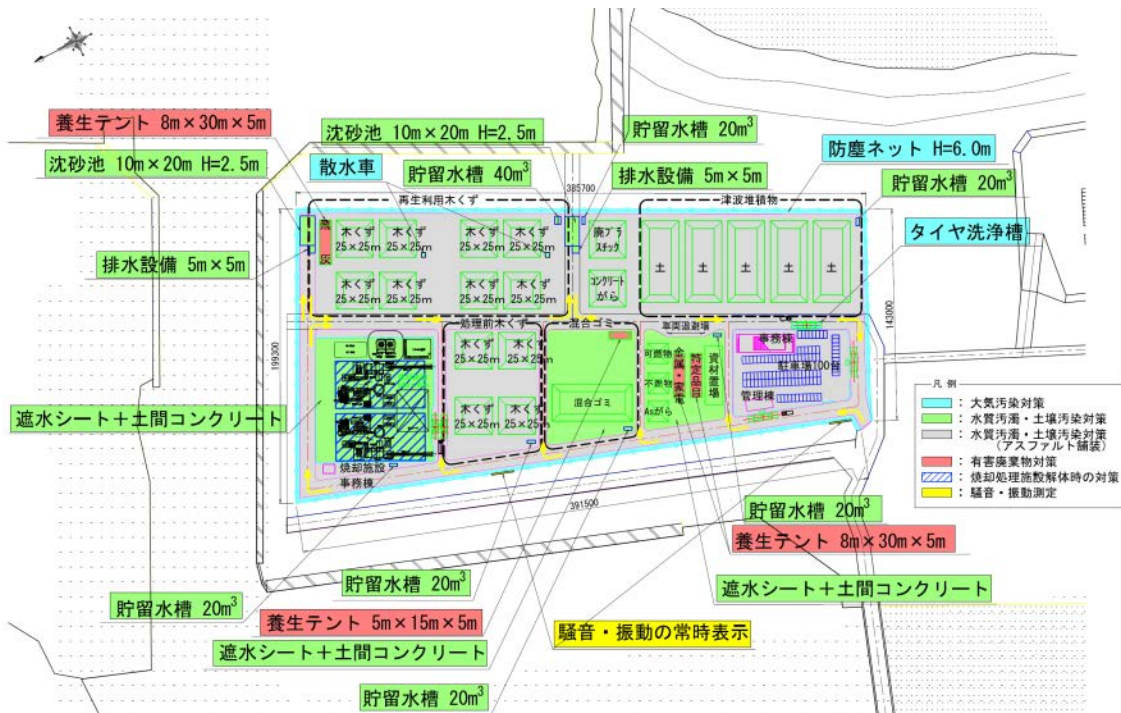 養生テント 8m×30m×5m
沈砂池 10m×20m H=2.5m
貯留水槽 20m³
防塵ネット H=6.0m
沈砂池 10m×20m H=2.5m
散水車
貯留水槽 40m³
385700
排水設備 5m×5m
貯留水槽 20m³
再生利用木くず
津波堆積物
タイヤ洗浄槽
排水設備 5m×5m
木くず
25×25m
木くず
25×25m
木くず
25×25m
木くず
25×25m
廃プラ
スチック
灰
木くず
25×25m
木くず
25×25m
木くず
25×25m
木くず
25×25m
コンクリート
がら
土
土
土
土
土
143000
199300
処理前木くず
混合ゴミ
車両退避場
木くず
25×25m
木くず
25×25m
木くず
25×25m
木くず
25×25m
混合ゴミ
可燃物
不燃物
Asがら
金属・家電
特定品目
資材置場
事務棟
駐車場100台
管理棟
遮水シート+土間コンクリート
焼却施設
事務棟
391500
凡例
:大気汚染対策
:水質汚濁・土壌汚染対策
:水質汚濁・土壌汚染対策
(アスファルト舗装)
:有害廃棄物対策
:焼却処理施設解体時の対策
:騒音・振動測定
貯留水槽 20m³
養生テント 8m×30m×5m
遮水シート+土間コンクリート
貯留水槽 20m³
貯留水槽 20m³
養生テント 5m×15m×5m
騒音・振動の常時表示
遮水シート+土間コンクリート
貯留水槽 20m³